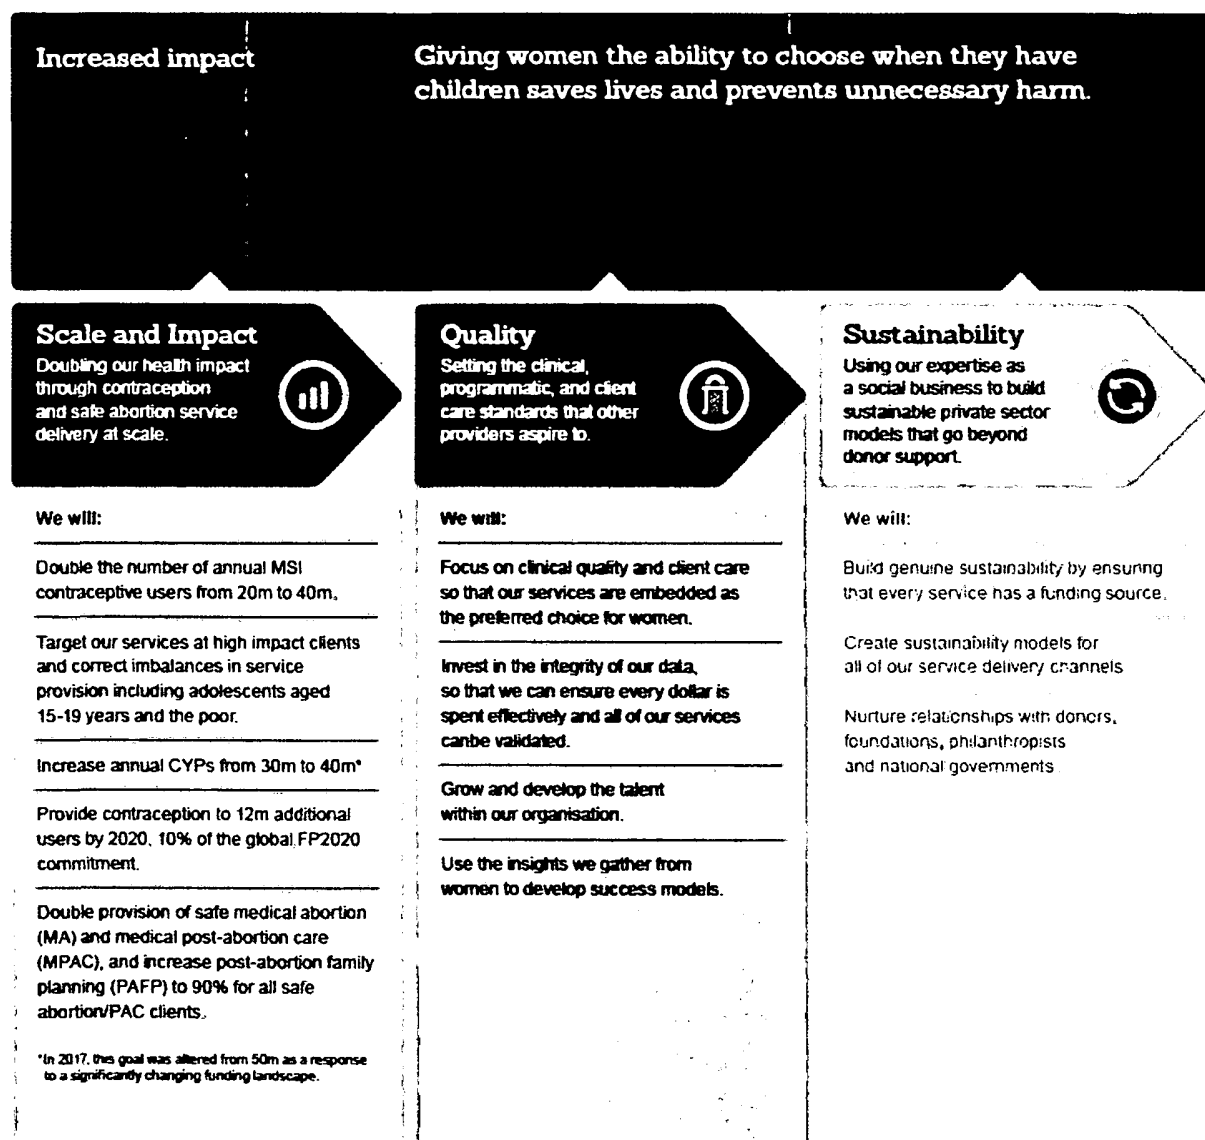 Increased impact
Giving women the ability to choose when they have
children saves lives and prevents unnecessary harm.
Scale and Impact
Doubling our health impact
through contraception
and safe abortion service
delivery at scale.
We will:
Double the number of annual MSI
contraceptive users from 20m to 40m.
Target our services at high impact clients
and correct imbalances in service
provision including adolescents aged
15-19 years and the poor.
Increase annual CYPs from 30m to 40m*
Provide contraception to 12m additional
users by 2020, 10% of the global FP2020
commitment.
Double provision of safe medical abortion
(MA) and medical post-abortion care
(MPAC), and increase post-abortion family
planning (PAFP) to 90% for all safe
abortion/PAC clients.
*In 2017, this goal was altered from 50m as a response
to a significantly changing funding landscape.
Quality
Setting the clinical,
programmatic, and client
care standards that other
providers aspire to.
We will:
Focus on clinical quality and client care
so that our services are embedded as
the preferred choice for women.
Invest in the integrity of our data,
so that we can ensure every dollar is
spent effectively and all of our services
canbe validated.
Grow and develop the talent
within our organisation.
Use the insights we gather from
women to develop success models.
Sustainability
Using our expertise as
a social business to build
sustainable private sector
models that go beyond
donor support.
We will:
Build genuine sustainability by ensuring
that every service has a funding source.
Create sustainability models for
all of our service delivery channels
Nurture relationships with donors,
foundations, philanthropists
and national governments